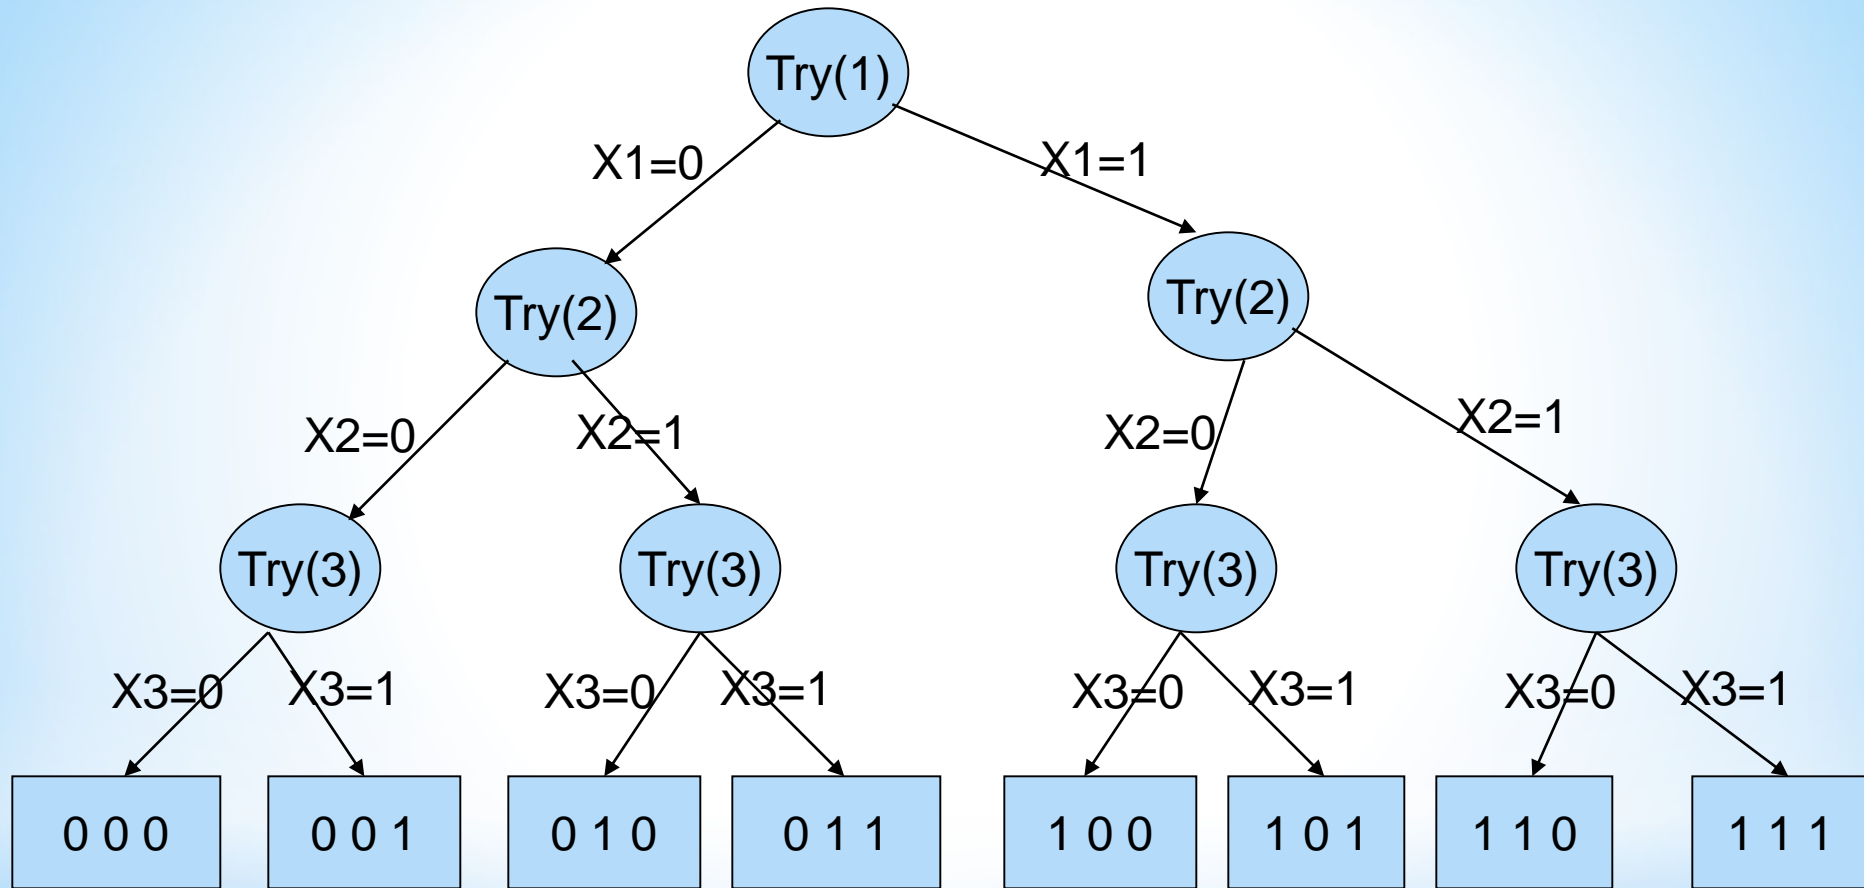 Try(1)
X1=0
X1=1
Try(2)
Try(2)
X2=0
X2=1
X2=0
X2=1
Try(3)
Try(3)
Try(3)
Try(3)
X3=0
X3=1
X3=0
X3=1
X3=0
X3=1
X3=0
X3=1
0 0 0
0 0 1
0 1 0
0 1 1
1 0 0
1 0 1
1 1 0
1 1 1